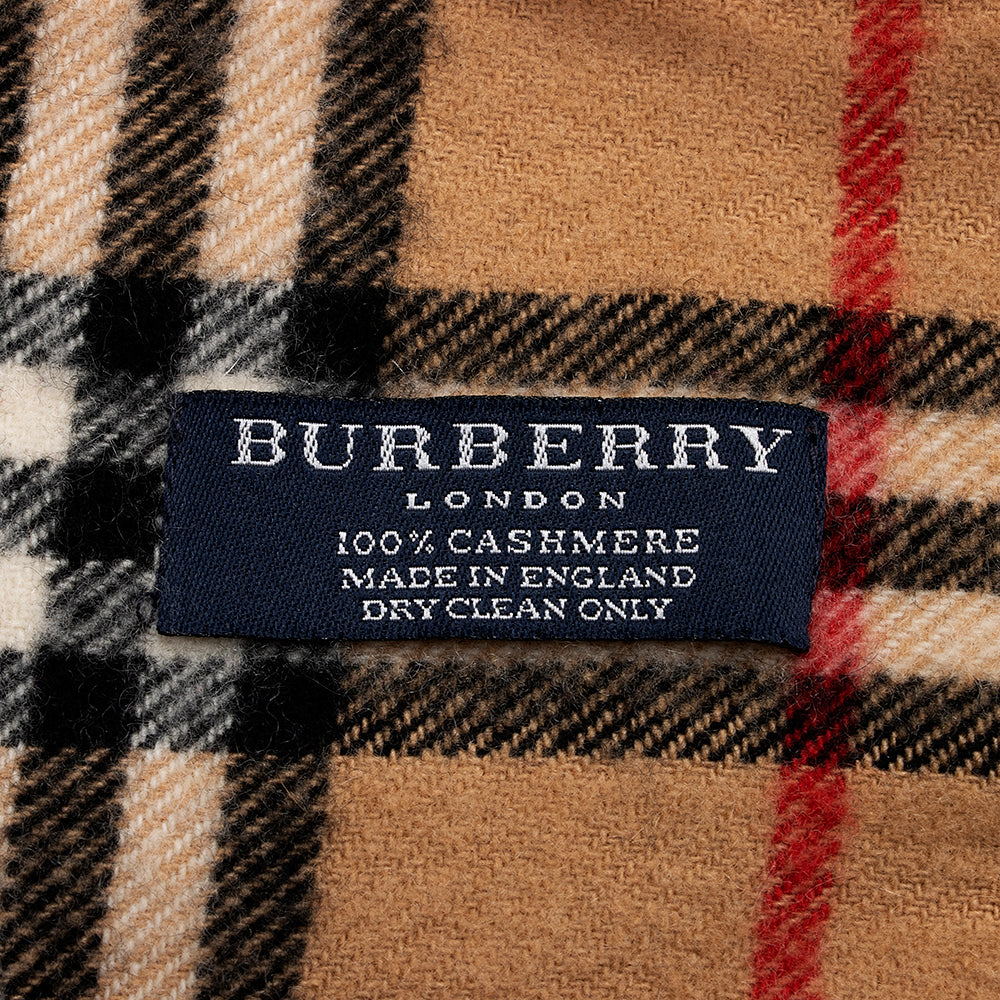 BURBERRY
LONDON
100% CASHMERE
MADE IN ENGLAND
DRY CLEAN ONLY